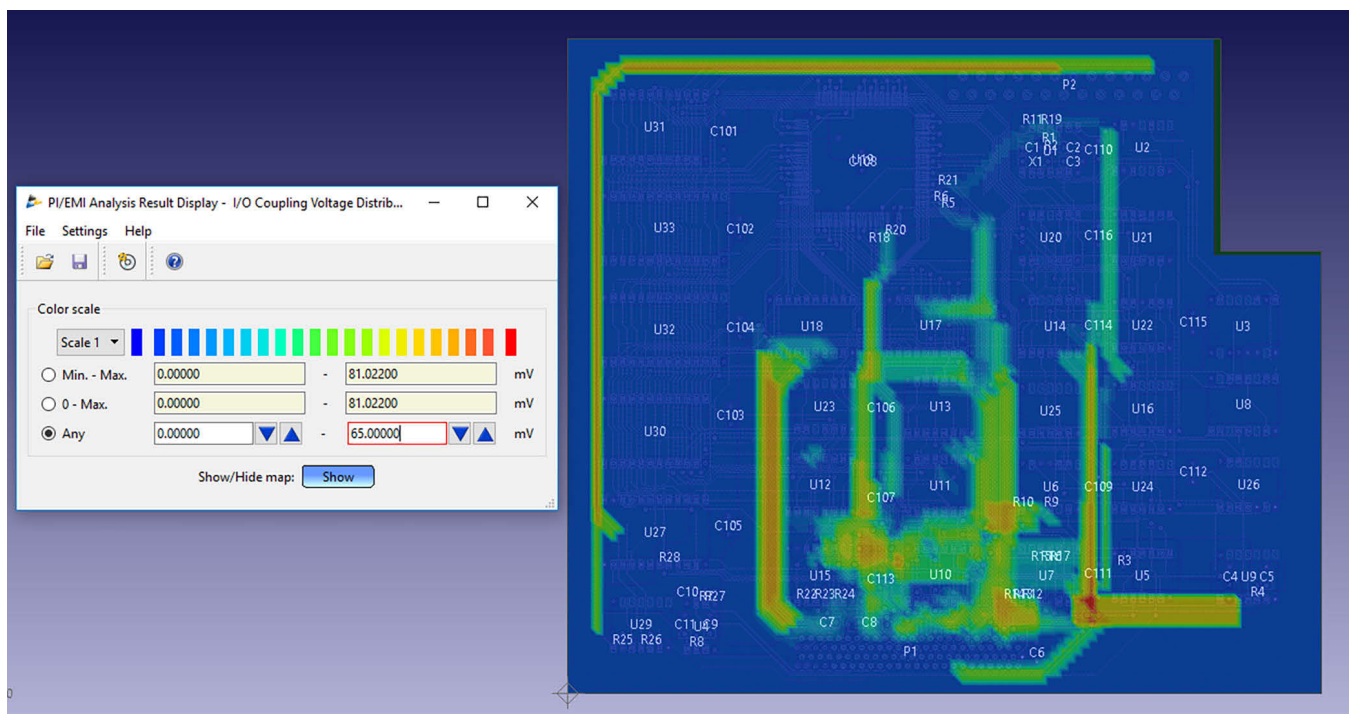 PI/EMI Analysis Result Display - I/O Coupling Voltage Distrib...
File Settings Help
Color scale
Scale 1
Min. - Max. 0.00000 - 81.02200 mV
0 - Max. 0.00000 - 81.02200 mV
Any 0.00000 - 65.00000 mV
Show/Hide map: Show
P2
R11 R19
U31 C101
R1
C1 C2 C110 U2
X1 C3
R21
R6
R5
U33 C102 R20
R18 U20 C116 U21
U32 C104 U18 U17 U14 C114 U22 C115 U3
C103 U23 C106 U13 U25 U16 U8
U30
C112
U12 C107 U11 U6 C109 U24 U26
R10 R9
U27 C105
R28
R3
U15 C113 U10 U7 C111 U5 C4 U9 C5
R22 R23 R24 R4
C10
U29 C11 C9 C7 C8
R25 R26 R8 P1 C6